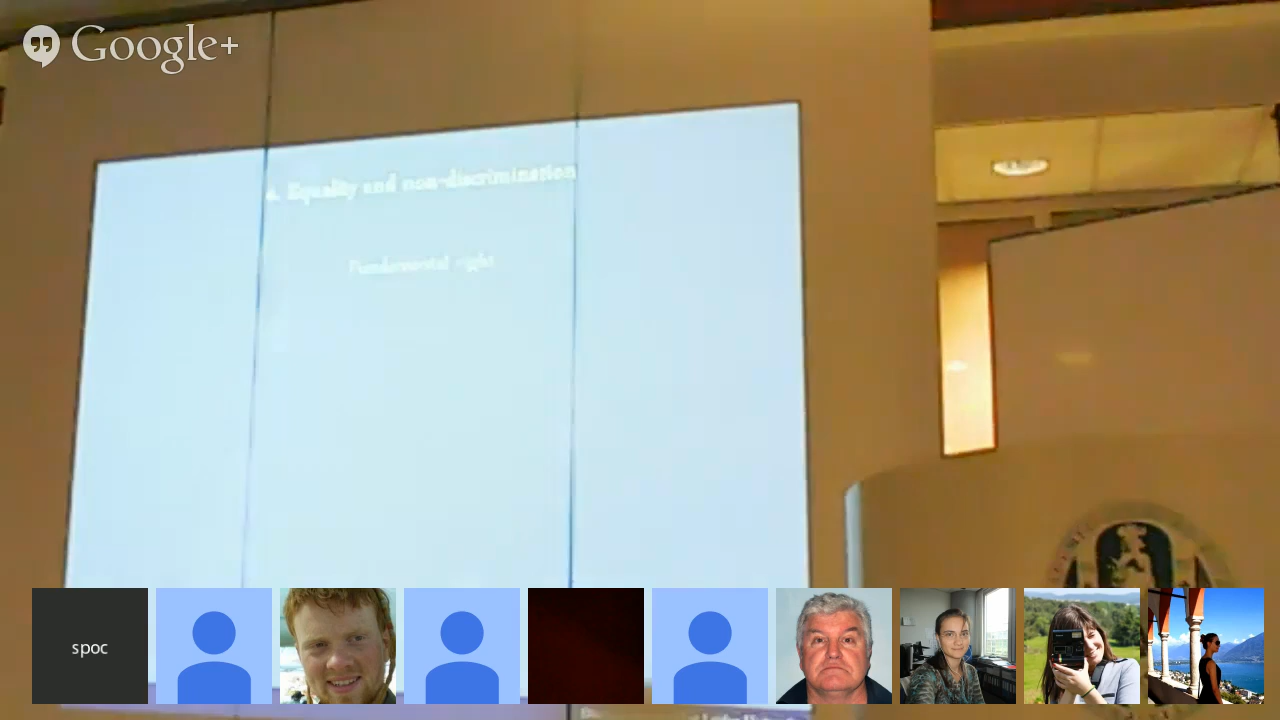 Google+
4. Equality and non-discrimination
Fundamental right
spoc